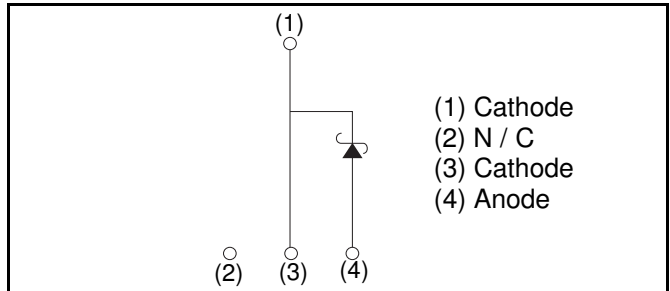 (1)
(1) Cathode
(2) N / C
(3) Cathode
(4) Anode
(2) (3) (4)